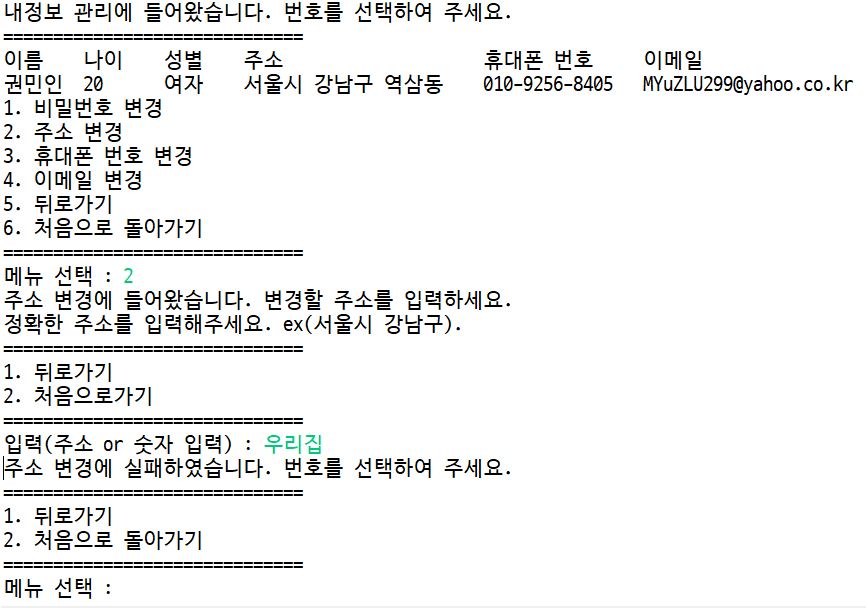 내정보 관리에 들어왔습니다. 번호를 선택하여 주세요.
==============================
이름 나이 성별 주소 휴대폰 번호 이메일
권민인 20 여자 서울시 강남구 역삼동 010-9256-8405 MYuZLU299@yahoo.co.kr
1. 비밀번호 변경
2. 주소 변경
3. 휴대폰 번호 변경
4. 이메일 변경
5. 뒤로가기
6. 처음으로 돌아가기
==============================
메뉴 선택 : 2
주소 변경에 들어왔습니다. 변경할 주소를 입력하세요.
정확한 주소를 입력해주세요. ex(서울시 강남구).
==============================
1. 뒤로가기
2. 처음으로가기
==============================
입력(주소 or 숫자 입력) : 우리집
주소 변경에 실패하였습니다. 번호를 선택하여 주세요.
==============================
1. 뒤로가기
2. 처음으로 돌아가기
==============================
메뉴 선택 :